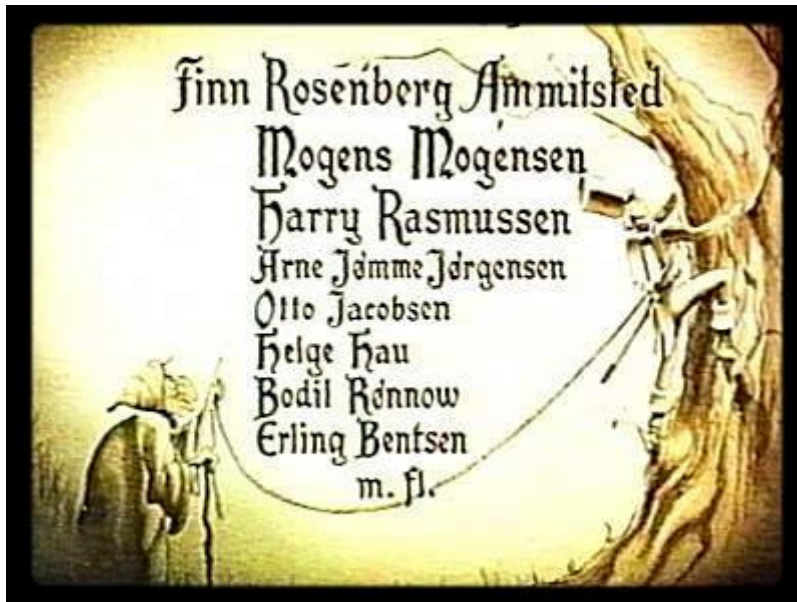 Finn Rosenberg Ammitsted
Mogens Mogensen
Harry Rasmussen
Arne Jømme Jørgensen
Otto Jacobsen
Helge Hau
Bodil Rønnow
Erling Bentsen
m. fl.